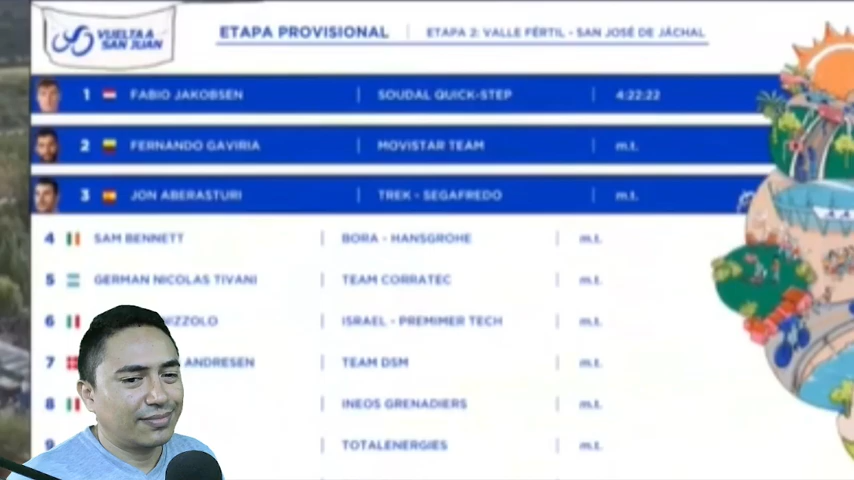 VUELTA A
SAN JUAN
ETAPA PROVISIONAL | ETAPA 2: VALLE FÉRTIL - SAN JOSÉ DE JÁCHAL
1 FABIO JAKOBSEN | SOUDAL QUICK-STEP | 4:22:22
2 FERNANDO GAVIRIA | MOVISTAR TEAM | m.t.
3 JON ABERASTURI | TREK - SEGAFREDO | m.t.
4 SAM BENNETT | BORA - HANSGROHE | m.t.
5 GERMAN NICOLAS TIVANI | TEAM CORRATEC | m.t.
6 NIZZOLO | ISRAEL - PREMIMER TECH | m.t.
7 ANDRESEN | TEAM DSM | m.t.
8 | INEOS GRENADIERS | m.t.
9 | TOTALENERGIES | m.t.